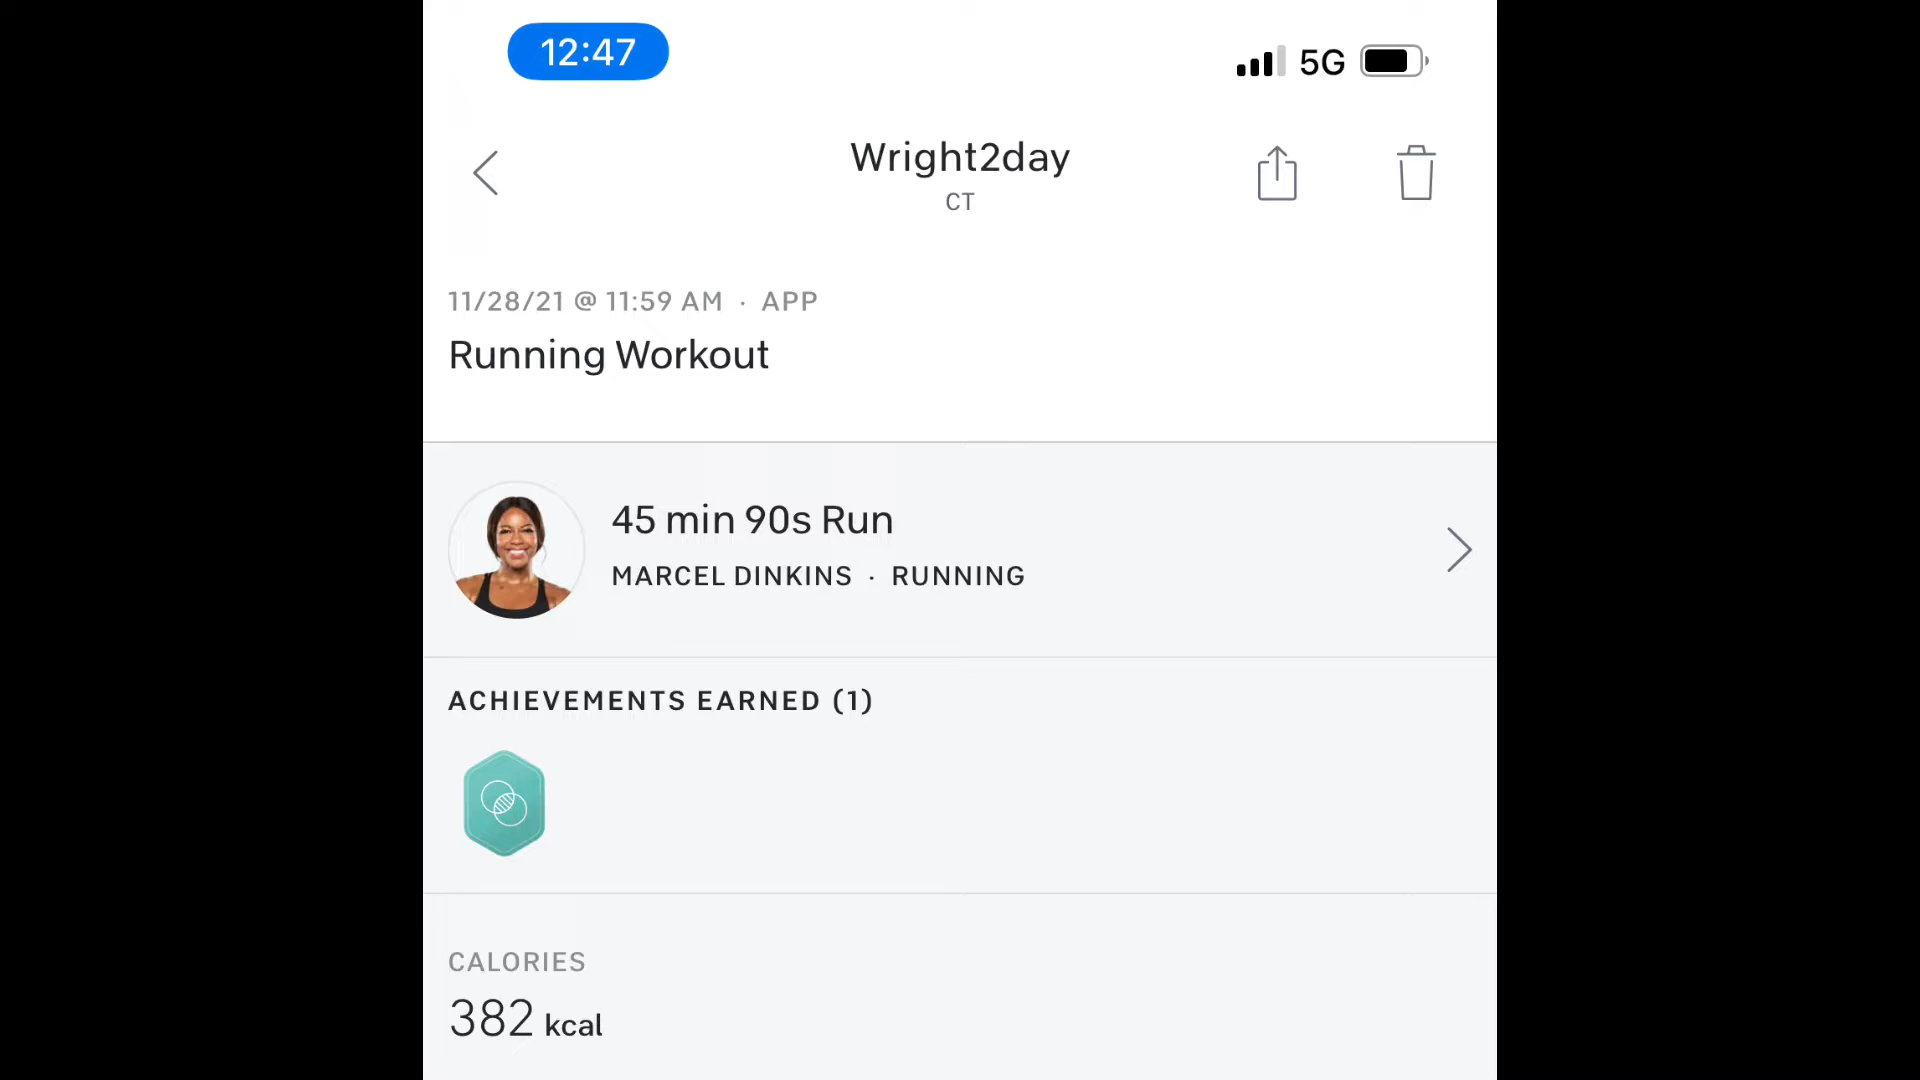 12:47
5G
Wright2day
CT
11/28/21 @ 11:59 AM · APP
Running Workout
45 min 90s Run
MARCEL DINKINS · RUNNING
ACHIEVEMENTS EARNED (1)
CALORIES
382 kcal